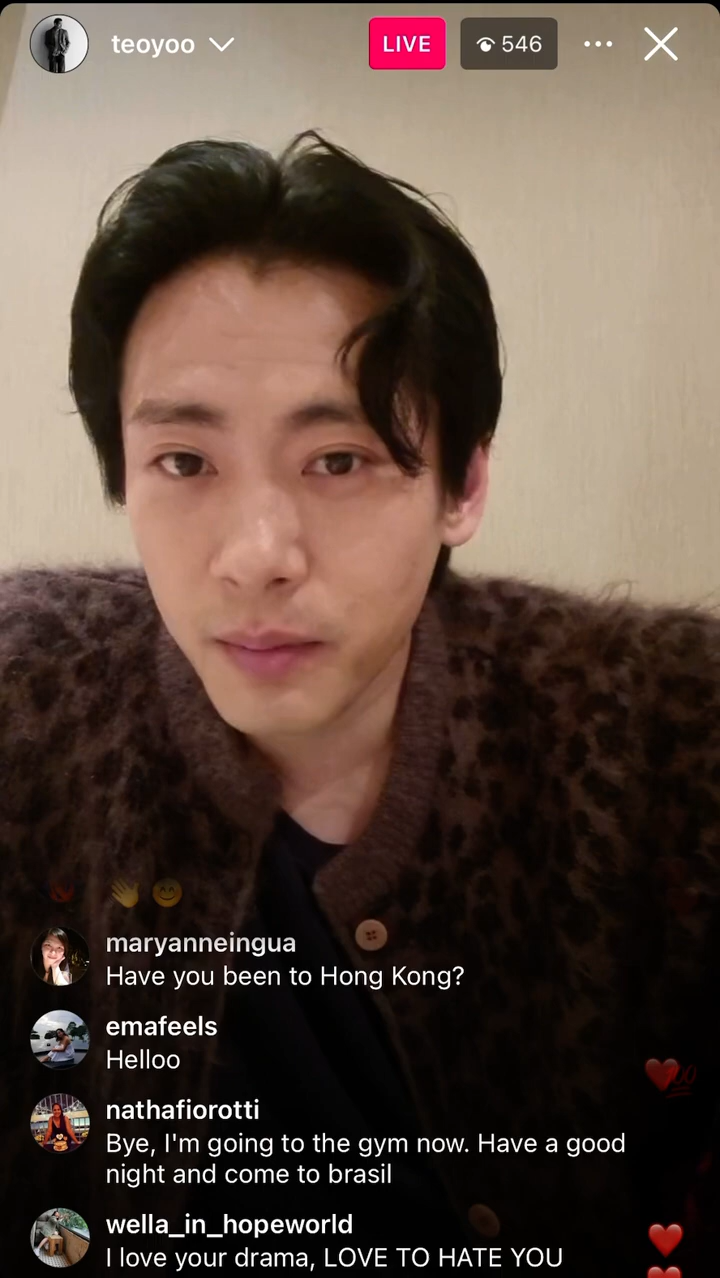 teoyoo
LIVE
546
maryanneingua
Have you been to Hong Kong?
emafeels
Helloo
nathafiorotti
Bye, I'm going to the gym now. Have a good
night and come to brasil
wella_in_hopeworld
I love your drama, LOVE TO HATE YOU